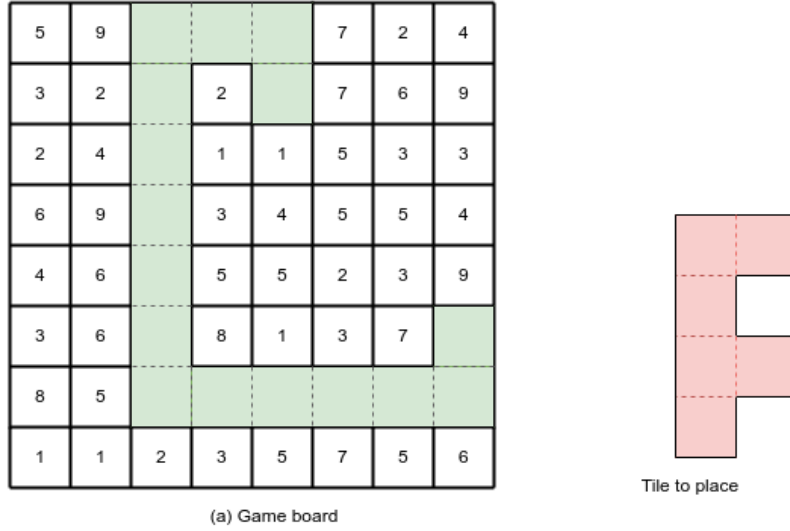 5 9 7 2 4
3 2 2 7 6 9
2 4 1 1 5 3 3
6 9 3 4 5 5 4
4 6 5 5 2 3 9
3 6 8 1 3 7
8 5
1 1 2 3 5 7 5 6
Tile to place
(a) Game board